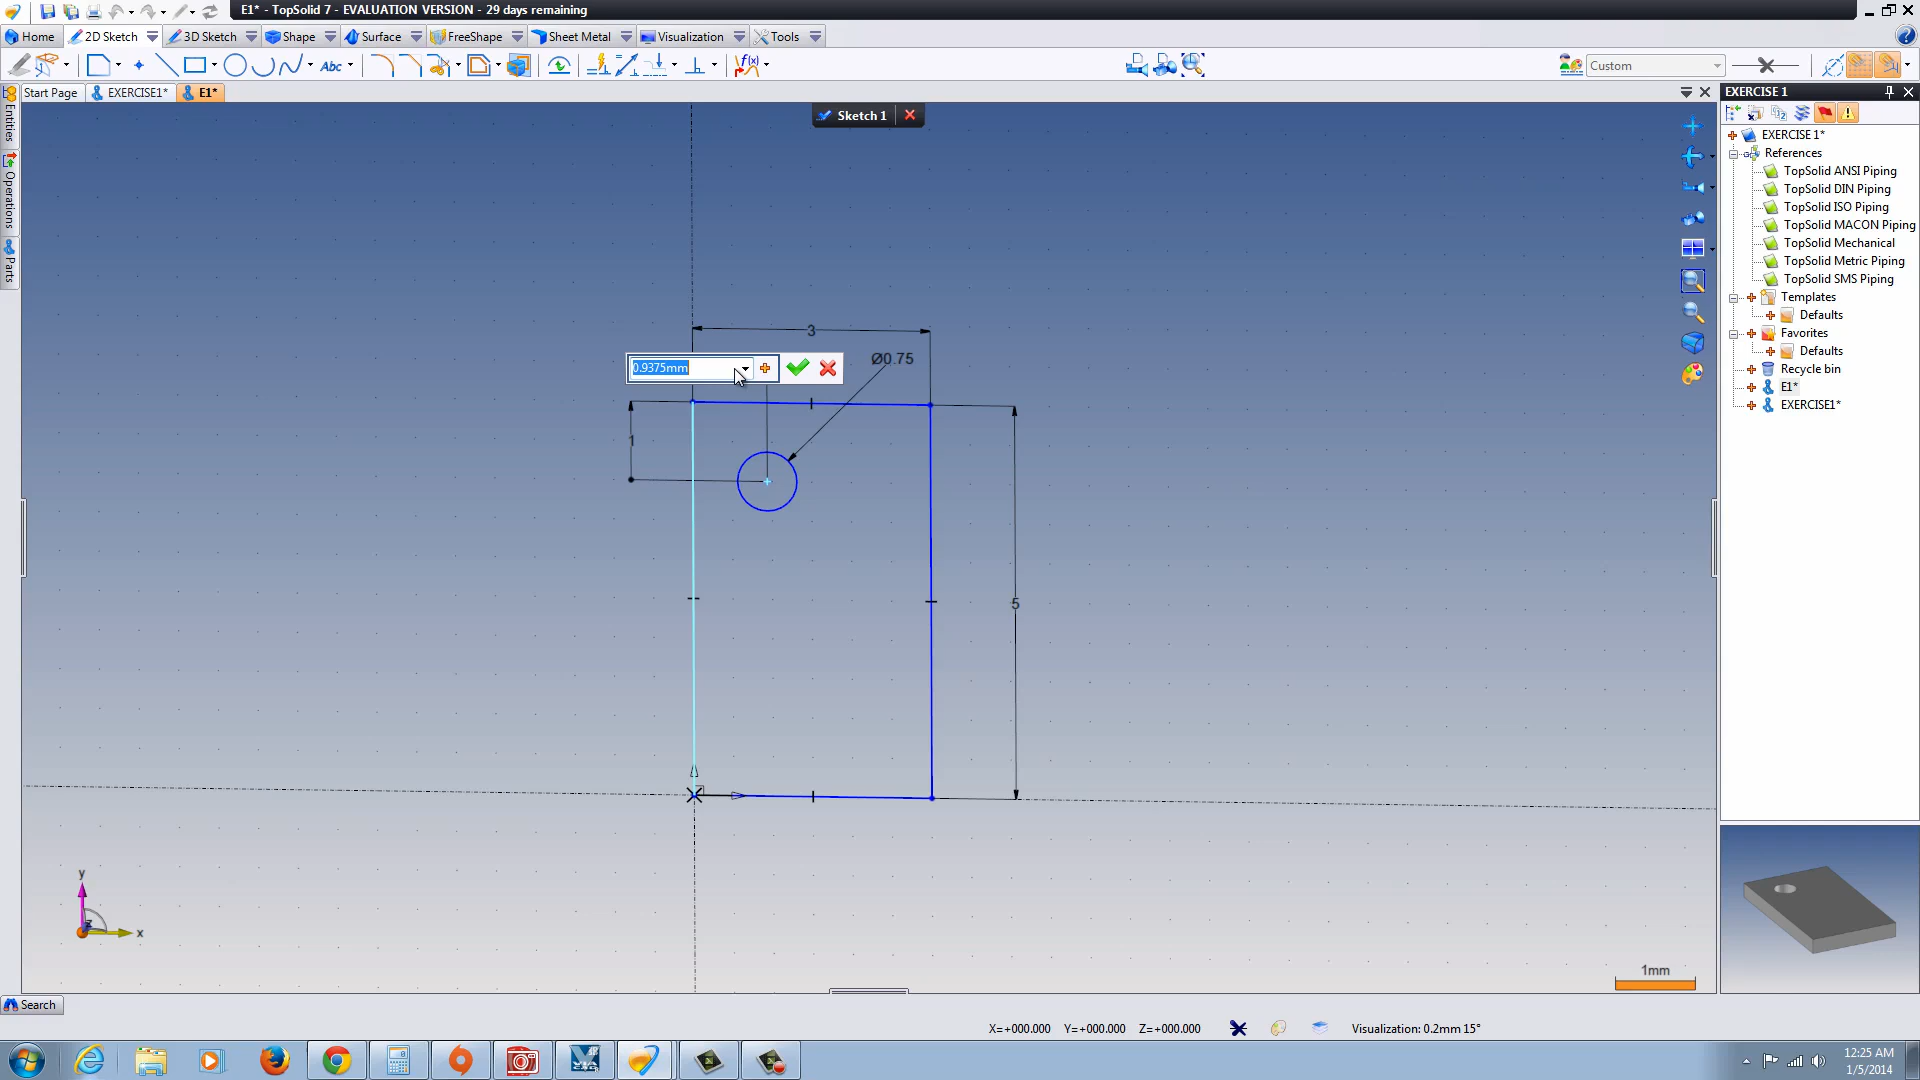 E1* - TopSolid 7 - EVALUATION VERSION - 29 days remaining
Home
2D Sketch
3D Sketch
Shape
Surface
FreeShape
Sheet Metal
Visualization
Tools
Abc
f(x)
Custom
Start Page
EXERCISE1*
E1*
Sketch 1
EXERCISE 1
Entities
Operations
Parts
EXERCISE 1*
References
TopSolid ANSI Piping
TopSolid DIN Piping
TopSolid ISO Piping
TopSolid MACON Piping
TopSolid Mechanical
TopSolid Metric Piping
TopSolid SMS Piping
Templates
Defaults
Favorites
Defaults
Recycle bin
E1*
EXERCISE1*
3
Ø0.75
0.9375mm
1
5
y
z
x
1mm
Search
X=+000.000 Y=+000.000 Z=+000.000
Visualization: 0.2mm 15°
12:25 AM
1/5/2014